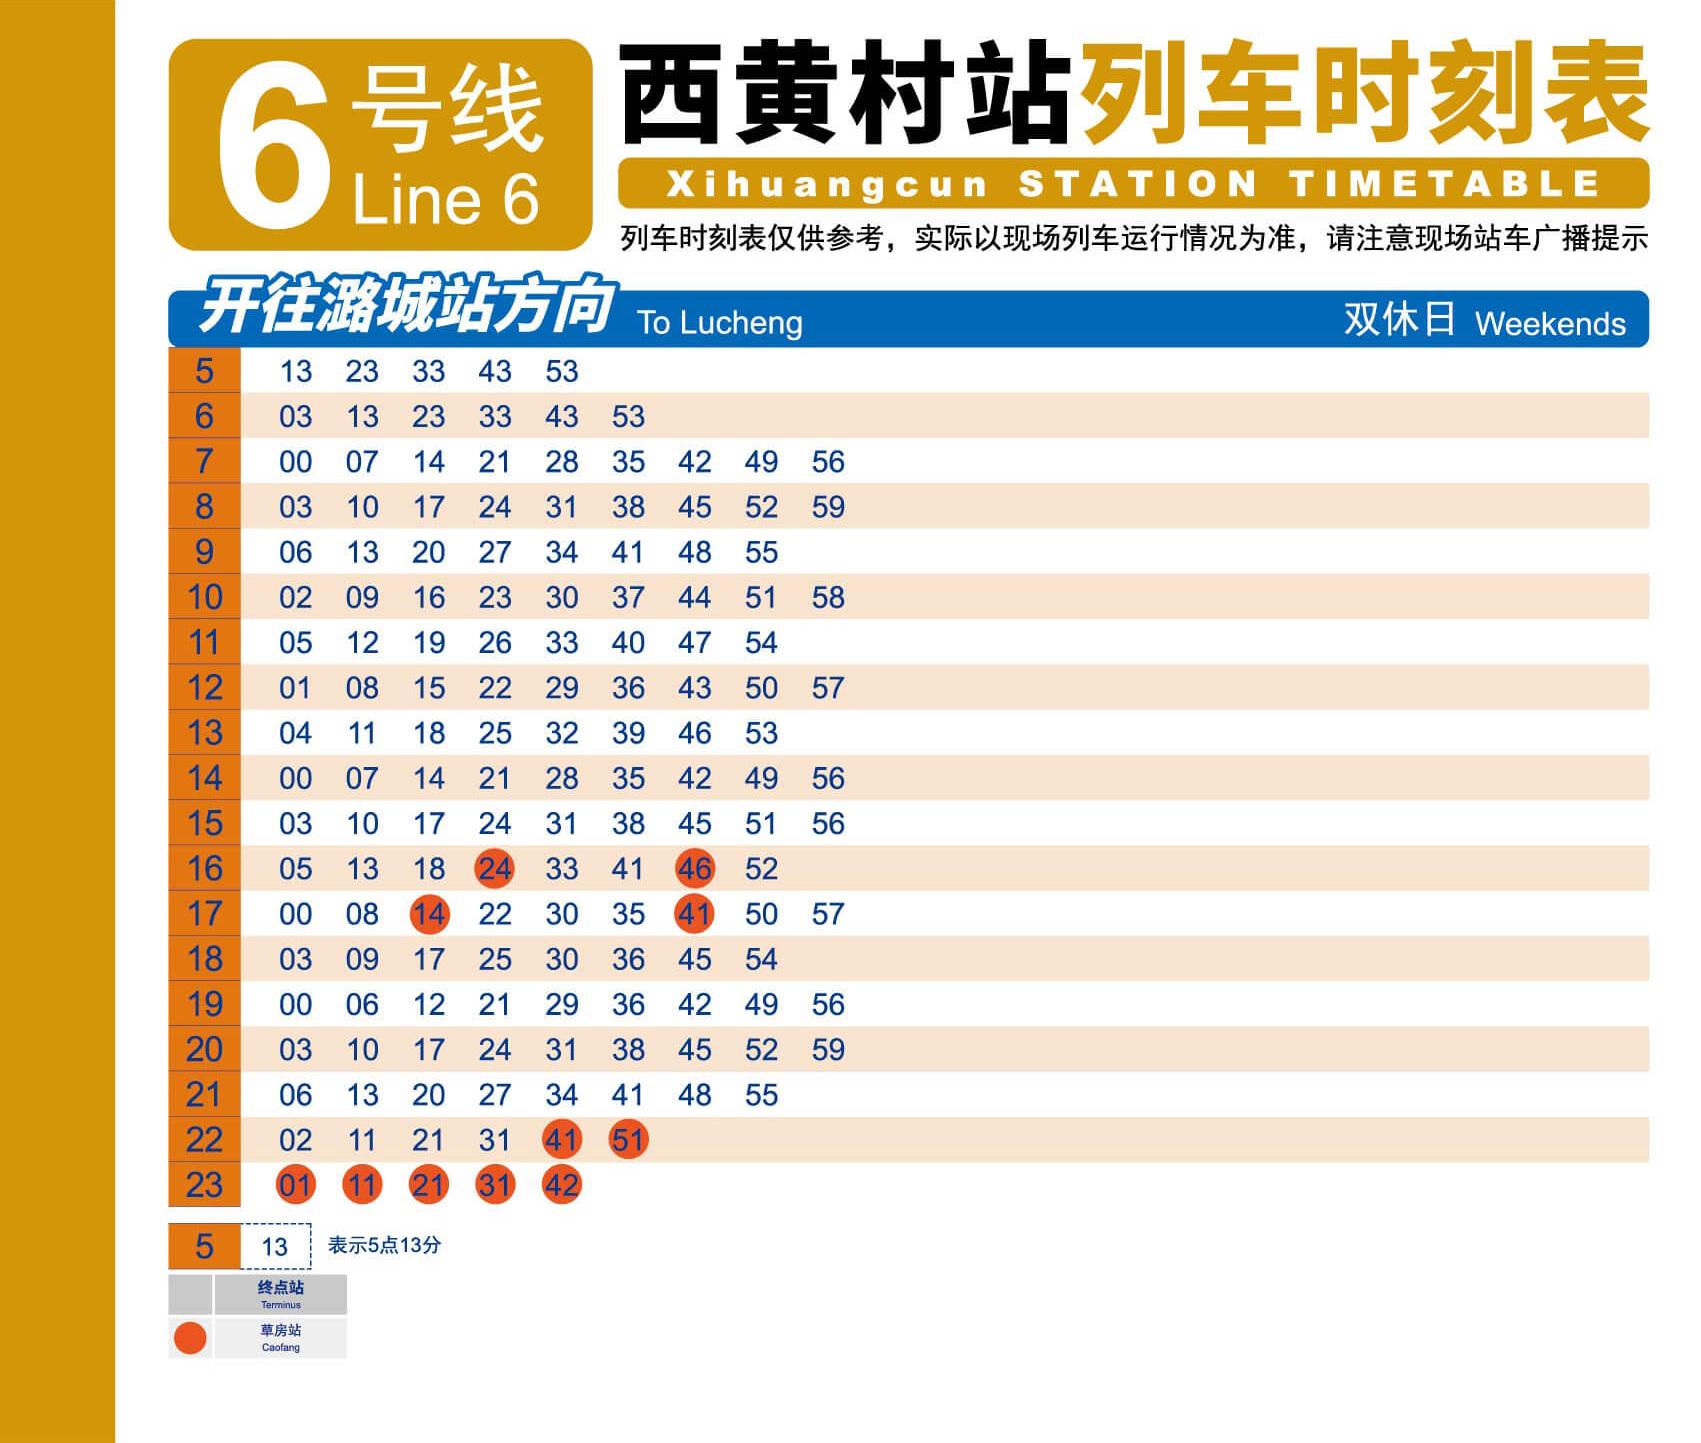 6 号线
Line 6
西黄村站列车时刻表
Xihuangcun STATION TIMETABLE
列车时刻表仅供参考，实际以现场列车运行情况为准，请注意现场站车广播提示
开往潞城站方向 To Lucheng 双休日 Weekends
5 13 23 33 43 53
6 03 13 23 33 43 53
7 00 07 14 21 28 35 42 49 56
8 03 10 17 24 31 38 45 52 59
9 06 13 20 27 34 41 48 55
10 02 09 16 23 30 37 44 51 58
11 05 12 19 26 33 40 47 54
12 01 08 15 22 29 36 43 50 57
13 04 11 18 25 32 39 46 53
14 00 07 14 21 28 35 42 49 56
15 03 10 17 24 31 38 45 51 56
16 05 13 18 24 33 41 46 52
17 00 08 14 22 30 35 41 50 57
18 03 09 17 25 30 36 45 54
19 00 06 12 21 29 36 42 49 56
20 03 10 17 24 31 38 45 52 59
21 06 13 20 27 34 41 48 55
22 02 11 21 31 41 51
23 01 11 21 31 42
5 13 表示5点13分
终点站
Terminus
草房站
Caofang